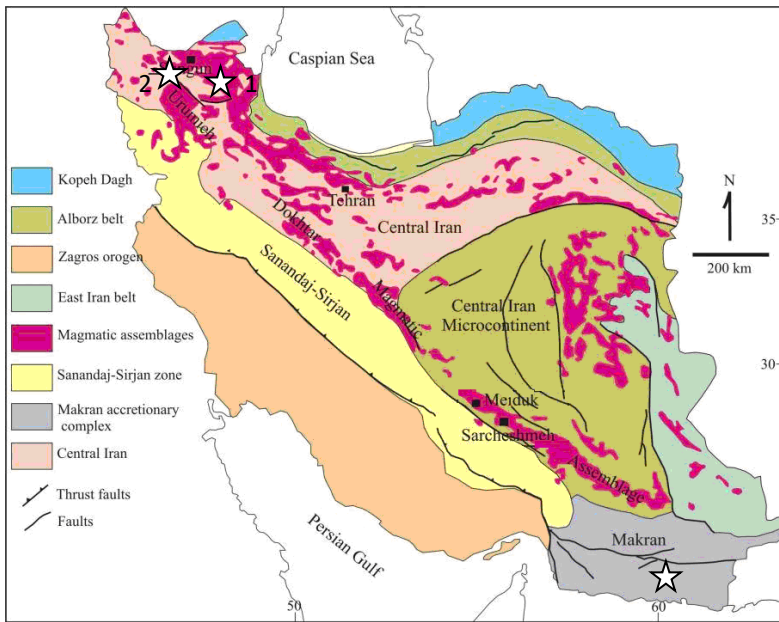 Caspian Sea
2
1
Urumieh
Tehran
Dokhtar
Central Iran
N
35
200 km
Sanandaj-Sirjan
Magmatic
Central Iran
Microcontinent
30
Meiduk
Sarcheshmeh
Assemblage
Makran
Persian Gulf
50
60
Kopeh Dagh
Alborz belt
Zagros orogen
East Iran belt
Magmatic assemblages
Sanandaj-Sirjan zone
Makran accretionary
complex
Central Iran
Thrust faults
Faults